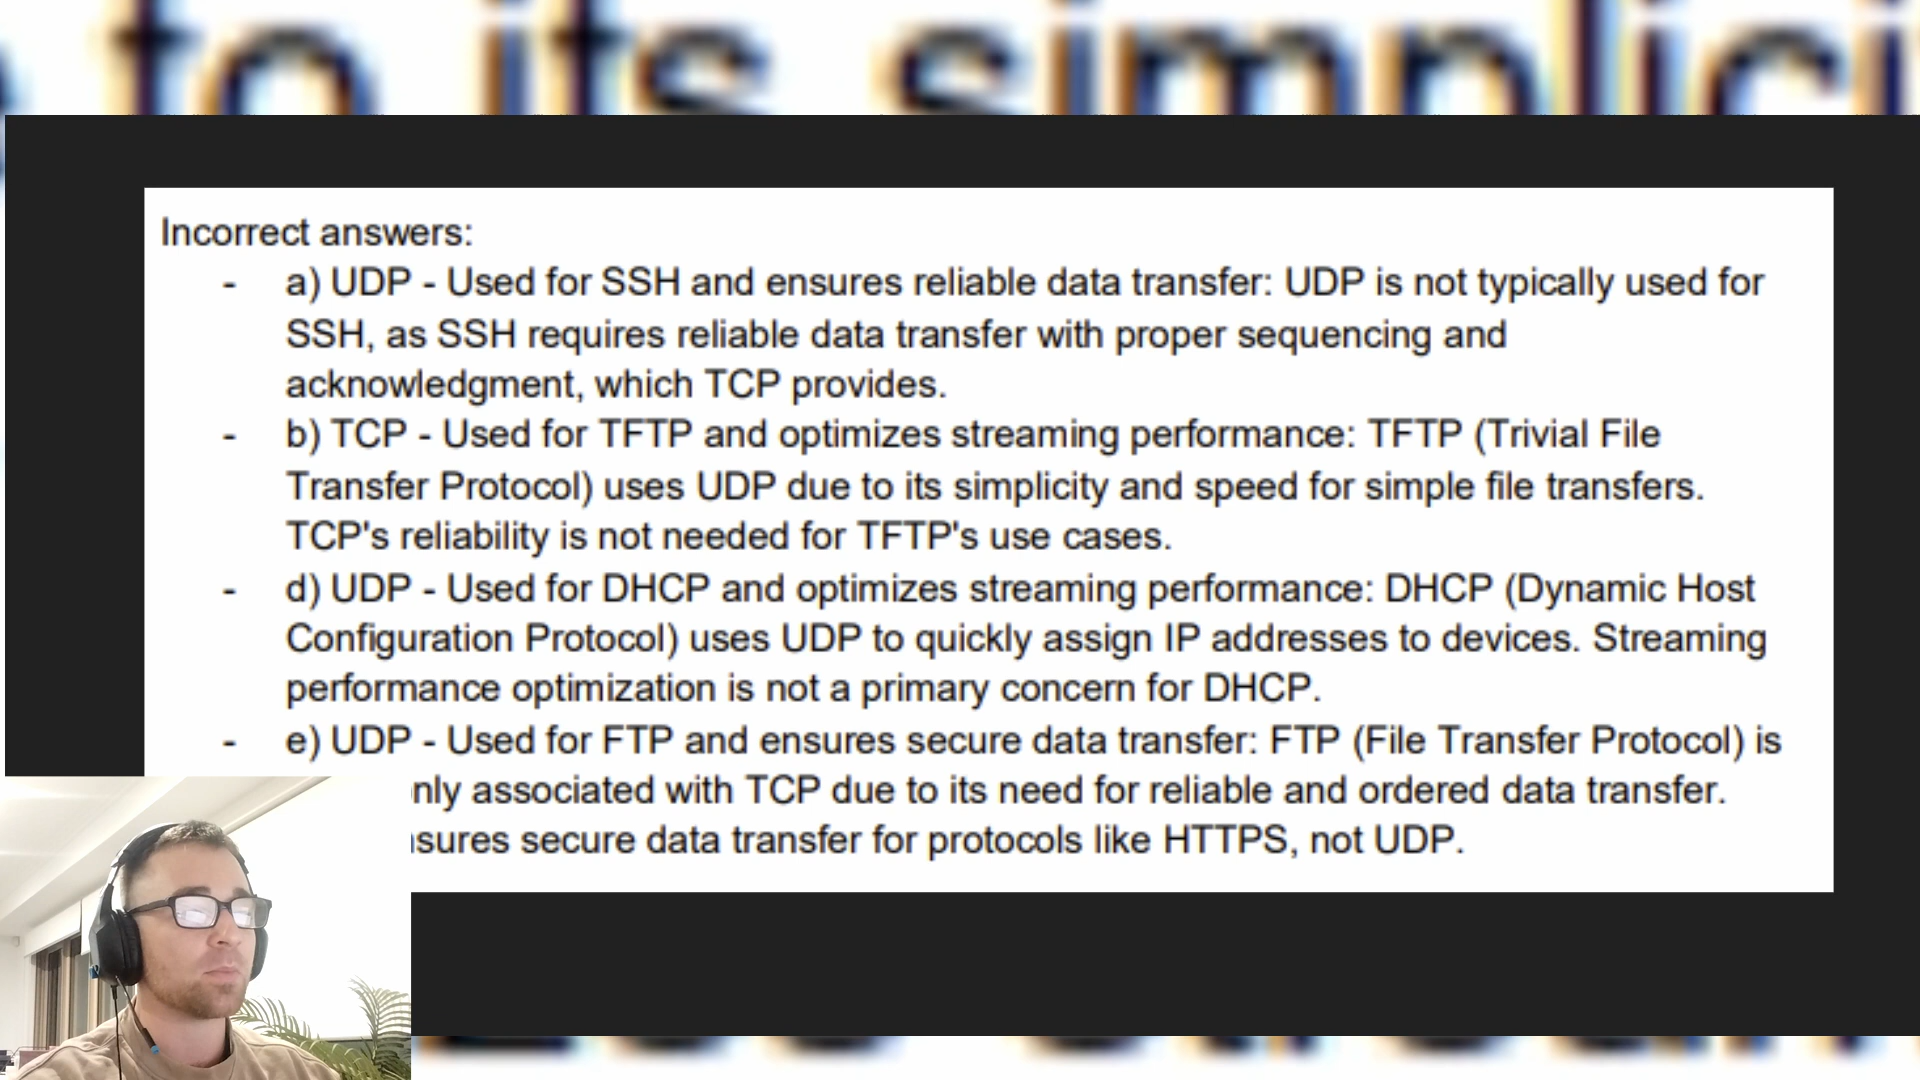 to its simplici
Incorrect answers:
- a) UDP - Used for SSH and ensures reliable data transfer: UDP is not typically used for
SSH, as SSH requires reliable data transfer with proper sequencing and
acknowledgment, which TCP provides.
- b) TCP - Used for TFTP and optimizes streaming performance: TFTP (Trivial File
Transfer Protocol) uses UDP due to its simplicity and speed for simple file transfers.
TCP's reliability is not needed for TFTP's use cases.
- d) UDP - Used for DHCP and optimizes streaming performance: DHCP (Dynamic Host
Configuration Protocol) uses UDP to quickly assign IP addresses to devices. Streaming
performance optimization is not a primary concern for DHCP.
- e) UDP - Used for FTP and ensures secure data transfer: FTP (File Transfer Protocol) is
nly associated with TCP due to its need for reliable and ordered data transfer.
sures secure data transfer for protocols like HTTPS, not UDP.